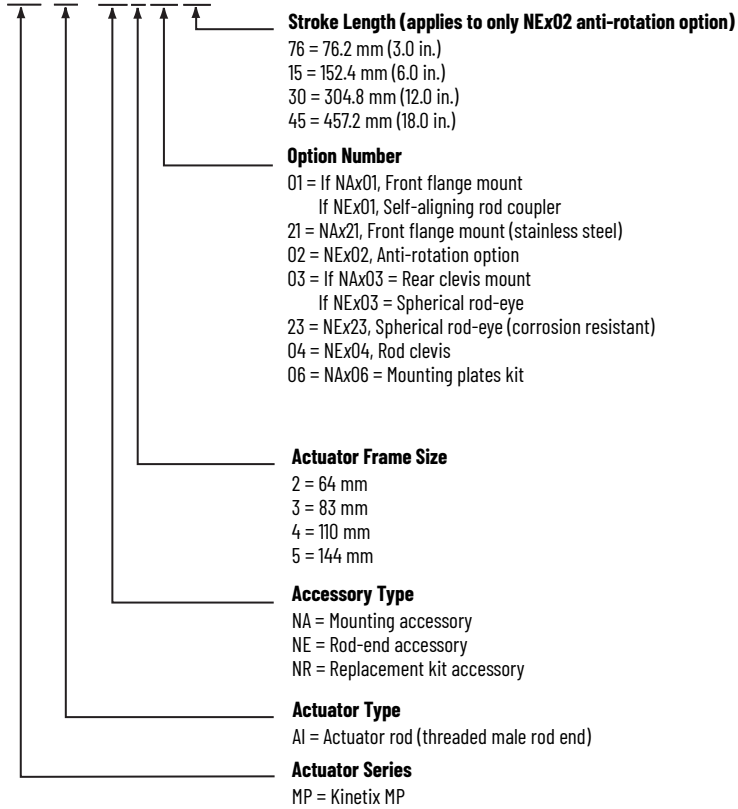 Stroke Length (applies to only NEx02 anti-rotation option)
76 = 76.2 mm (3.0 in.)
15 = 152.4 mm (6.0 in.)
30 = 304.8 mm (12.0 in.)
45 = 457.2 mm (18.0 in.)
Option Number
01 = If NAx01, Front flange mount
If NEx01, Self-aligning rod coupler
21 = NAx21, Front flange mount (stainless steel)
02 = NEx02, Anti-rotation option
03 = If NAx03 = Rear clevis mount
If NEx03 = Spherical rod-eye
23 = NEx23, Spherical rod-eye (corrosion resistant)
04 = NEx04, Rod clevis
06 = NAx06 = Mounting plates kit
Actuator Frame Size
2 = 64 mm
3 = 83 mm
4 = 110 mm
5 = 144 mm
Accessory Type
NA = Mounting accessory
NE = Rod-end accessory
NR = Replacement kit accessory
Actuator Type
AI = Actuator rod (threaded male rod end)
Actuator Series
MP = Kinetix MP